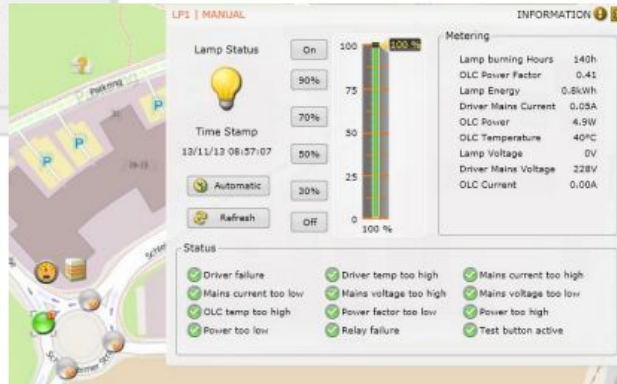 LP1 | MANUAL
INFORMATION
Lamp Status
On
90%
70%
50%
30%
Off
100
75
50
25
0
100 %
100 %
Time Stamp
13/11/13 08:57:07
Automatic
Refresh
Metering
Lamp burning Hours 140h
OLC Power Factor 0.41
Lamp Energy 0.8kWh
Driver Mains Current 0.05A
OLC Power 4.9W
OLC Temperature 40°C
Lamp Voltage 0V
Driver Mains Voltage 228V
OLC Current 0.00A
Status
Driver failure Driver temp too high Mains current too high
Mains current too low Mains voltage too high Mains voltage too low
OLC temp too high Power factor too low Power too high
Power too low Relay failure Test button active
Parkring
P
P
P
P